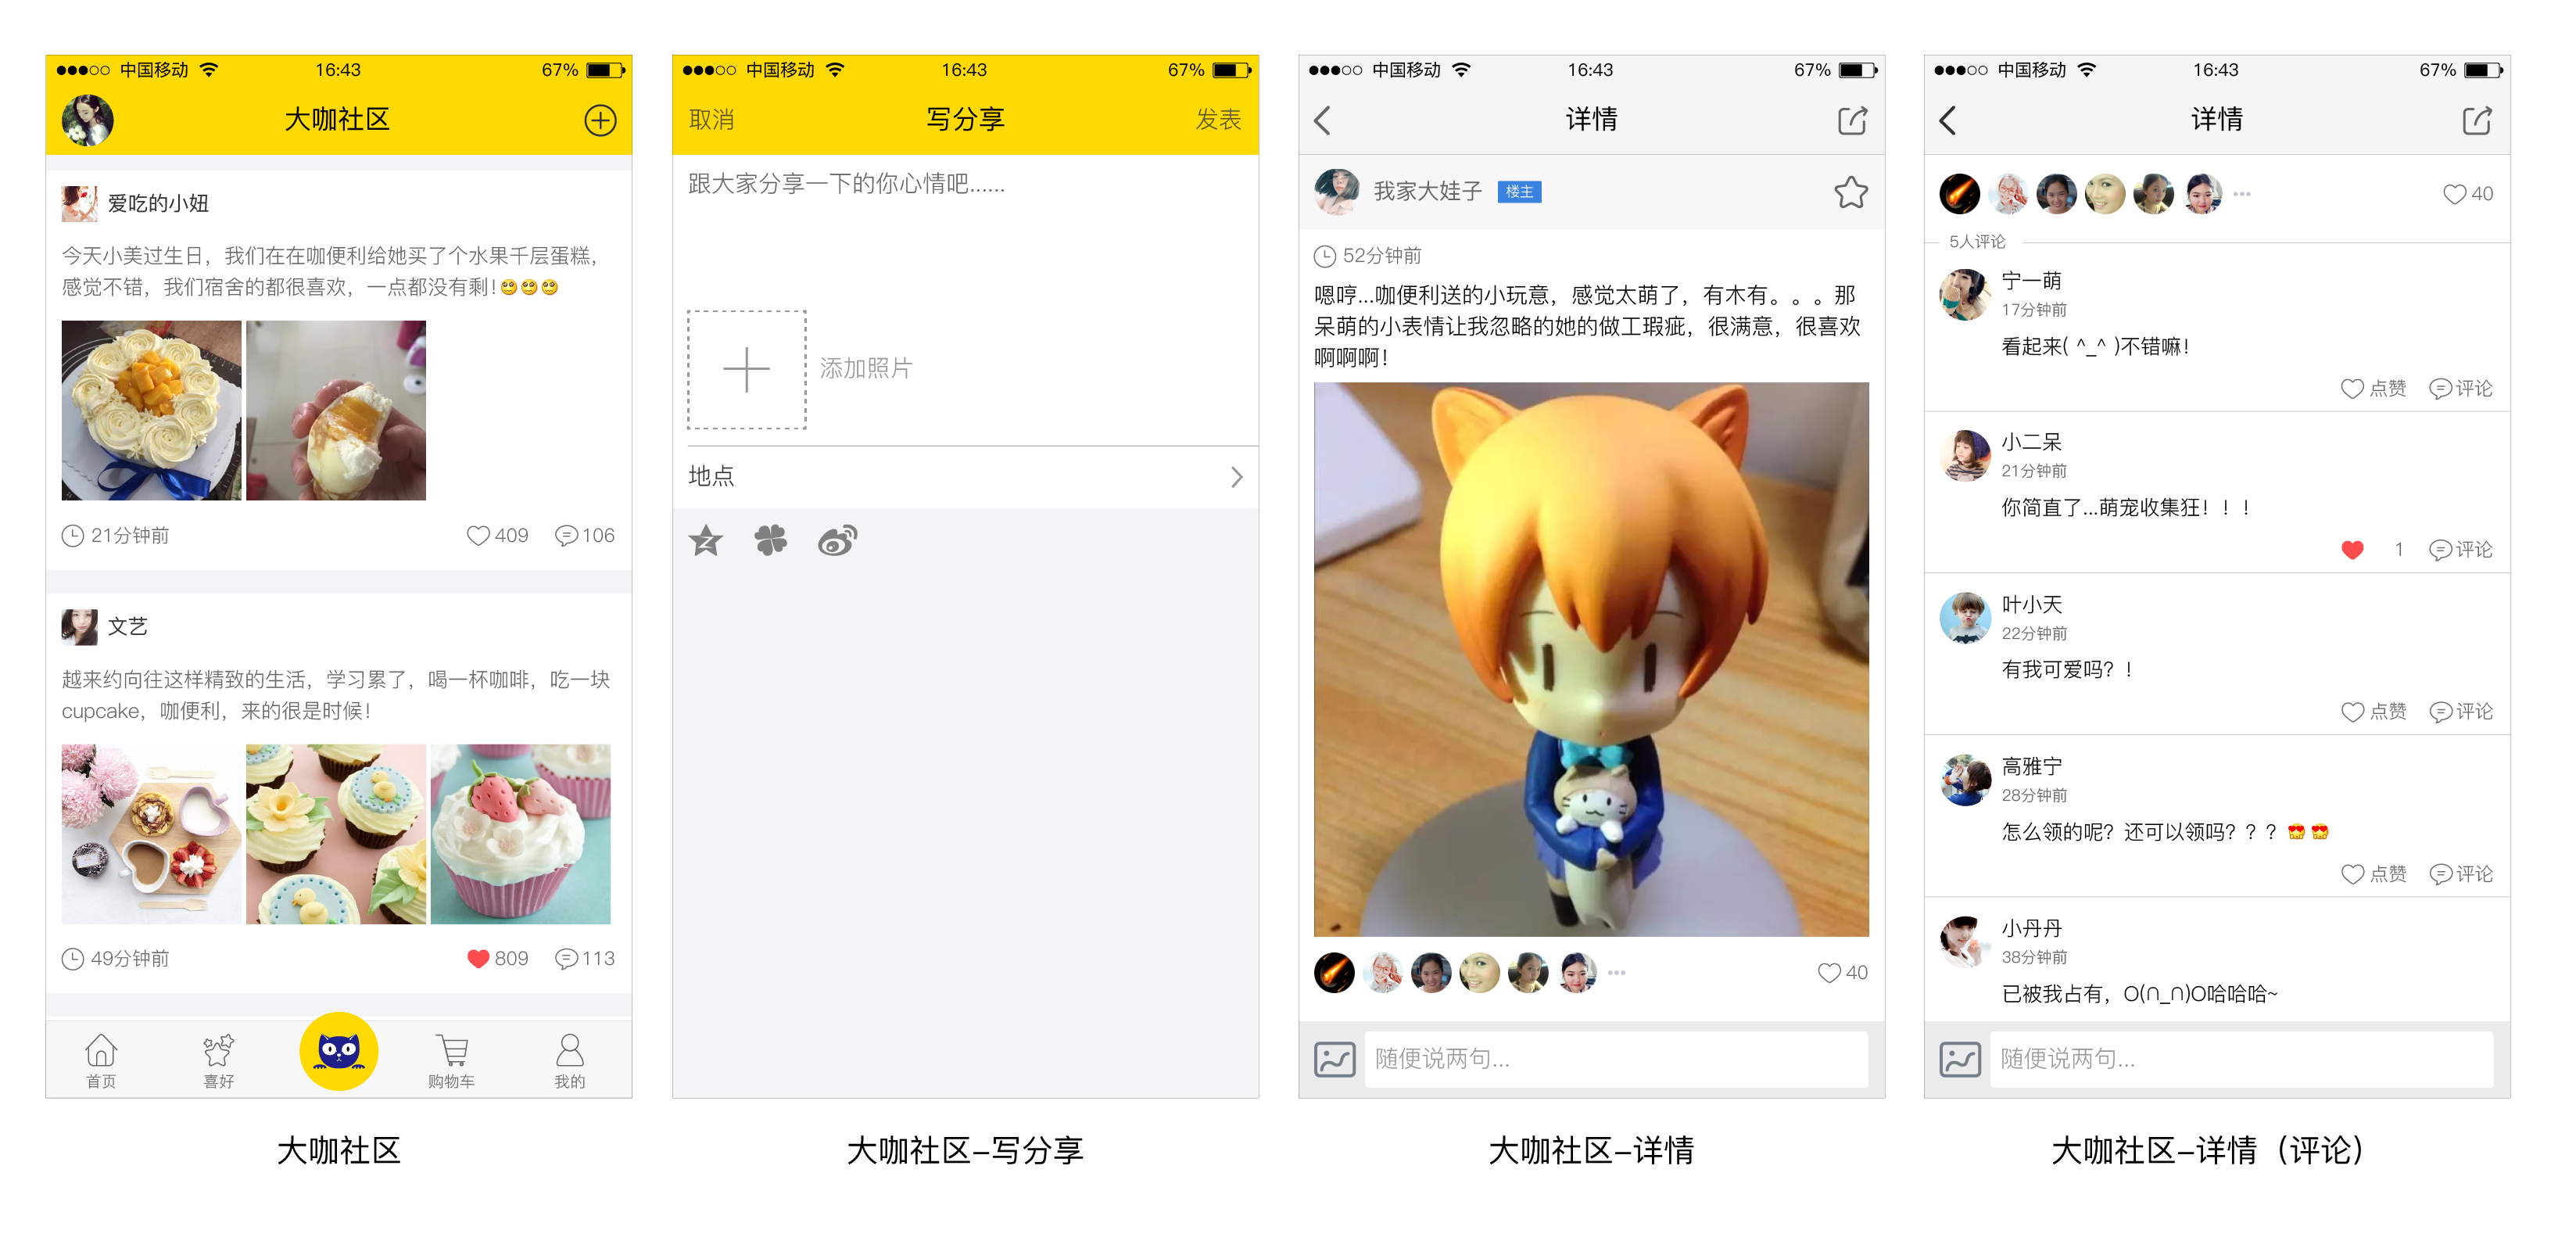 中国移动 16:43 67%
大咖社区
爱吃的小妞
今天小美过生日，我们在在咖便利给她买了个水果千层蛋糕，
感觉不错，我们宿舍的都很喜欢，一点都没有剩！
21分钟前 409 106
文艺
越来约向往这样精致的生活，学习累了，喝一杯咖啡，吃一块
cupcake，咖便利，来的很是时候！
49分钟前 809 113
首页 喜好 购物车 我的
大咖社区
中国移动 16:43 67%
取消 写分享 发表
跟大家分享一下的你心情吧......
添加照片
地点
大咖社区-写分享
中国移动 16:43 67%
详情
我家大娃子 楼主
52分钟前
嗯哼...咖便利送的小玩意，感觉太萌了，有木有。。。那
呆萌的小表情让我忽略的她的做工瑕疵，很满意，很喜欢
啊啊啊！
40
随便说两句...
大咖社区-详情
中国移动 16:43 67%
详情
40
5人评论
宁一萌
17分钟前
看起来( ^_^ )不错嘛！
点赞 评论
小二呆
21分钟前
你简直了...萌宠收集狂！！！
1 评论
叶小天
22分钟前
有我可爱吗？！
点赞 评论
高雅宁
28分钟前
怎么领的呢？还可以领吗？？？
点赞 评论
小丹丹
38分钟前
已被我占有，O(∩_∩)O哈哈哈~
随便说两句...
大咖社区-详情（评论）